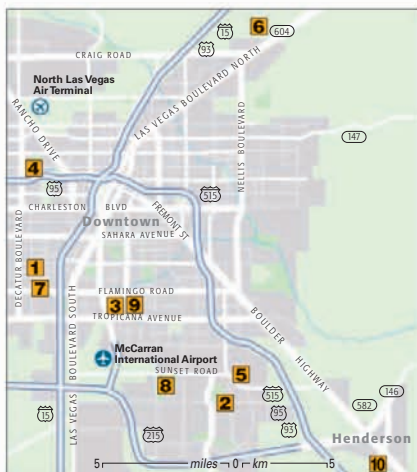 15
6
604
93
CRAIG ROAD
North Las Vegas
Air Terminal
LAS VEGAS BOULEVARD NORTH
RANCHO DRIVE
NELLIS BOULEVARD
147
4
95
515
CHARLESTON BLVD
Downtown
FREMONT ST
SAHARA AVENUE
DECATUR BOULEVARD
1
7
FLAMINGO ROAD
3
9
TROPICANA AVENUE
BOULDER HIGHWAY
LAS VEGAS BOULEVARD SOUTH
McCarran
International Airport
SUNSET ROAD
8
5
2
515
95
93
146
582
15
215
Henderson
5 miles 0 km 5
10